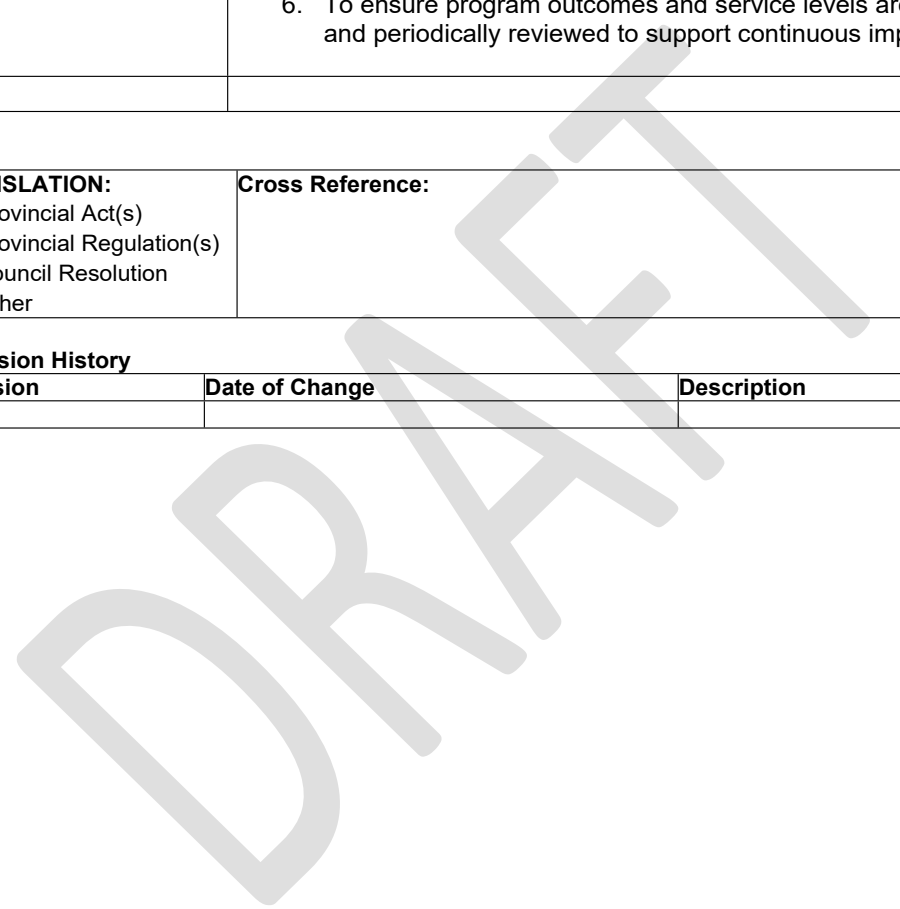 6. To ensure program outcomes and service levels are
and periodically reviewed to support continuous imp
ISLATION:
ovincial Act(s)
ovincial Regulation(s)
ouncil Resolution
her
Cross Reference:
sion History
sion Date of Change Description
DRAFT